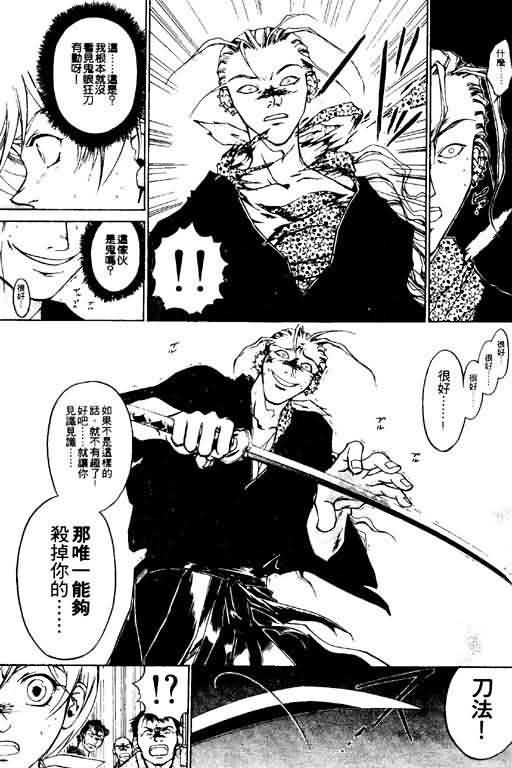 什麼……
!!
這……這是?
我根本就沒
看見鬼眼狂刀
有動呀!
這傢伙
是鬼嗎?
很好…
很好…
很好…
很好…
很好…
如果不是這樣的
話,就不有趣了!
好吧……就讓你
見識見識……
那唯一能夠
殺掉你的……
刀法!
!?